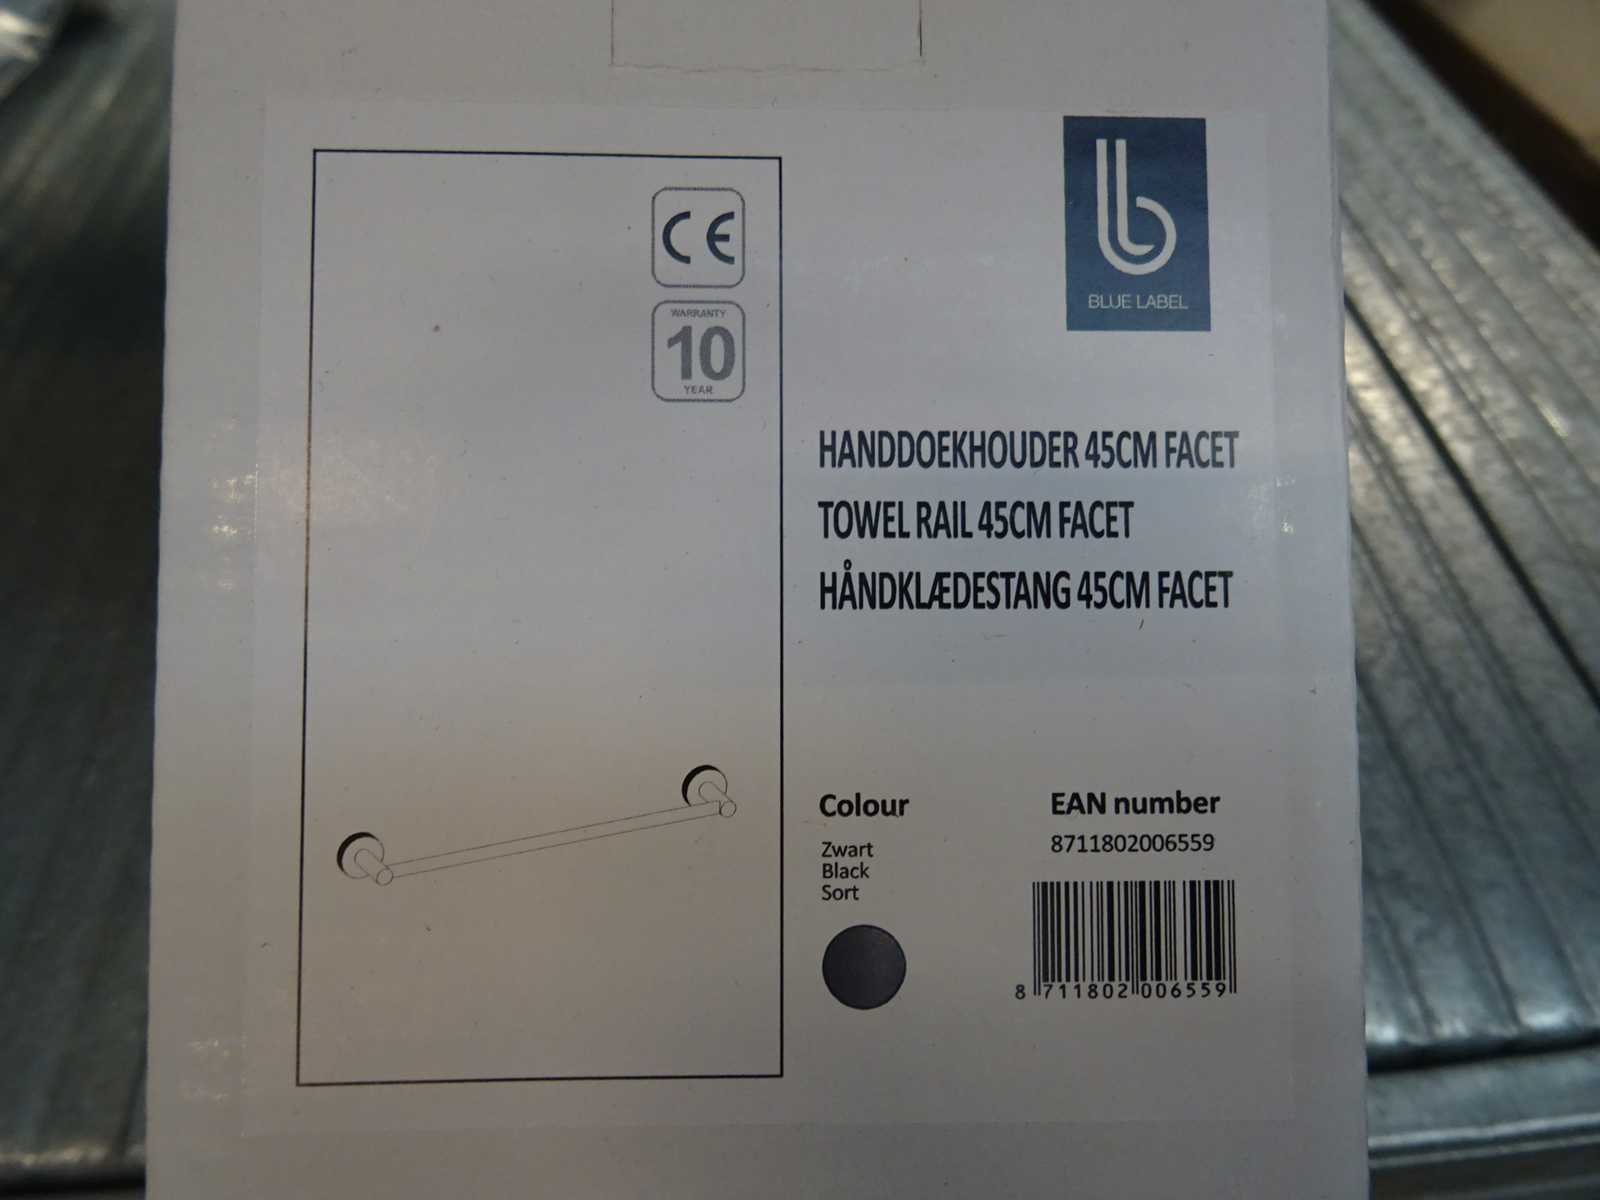 CE
WARRANTY
10
YEAR
b
BLUE LABEL
HANDDOEKHOUDER 45CM FACET
TOWEL RAIL 45CM FACET
HÅNDKLÆDESTANG 45CM FACET
Colour
Zwart
Black
Sort
EAN number
8711802006559
8 711802 006559